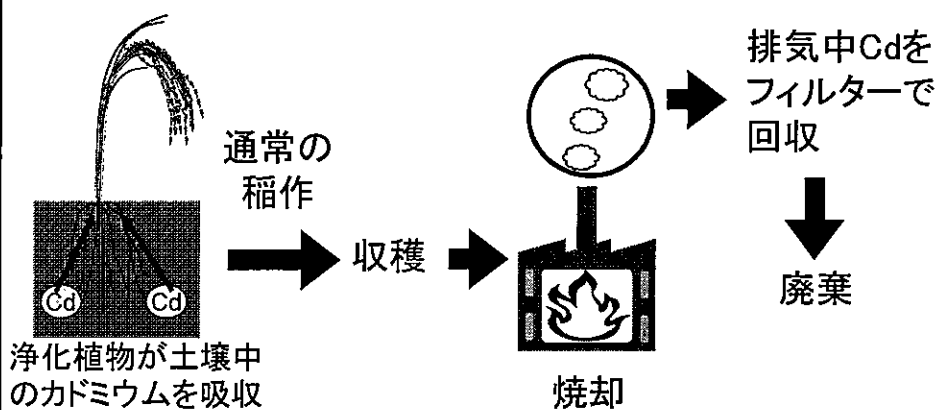 Cd
Cd
浄化植物が土壌中
のカドミウムを吸収
通常の
稲作
収穫
焼却
排気中Cdを
フィルターで
回収
廃棄